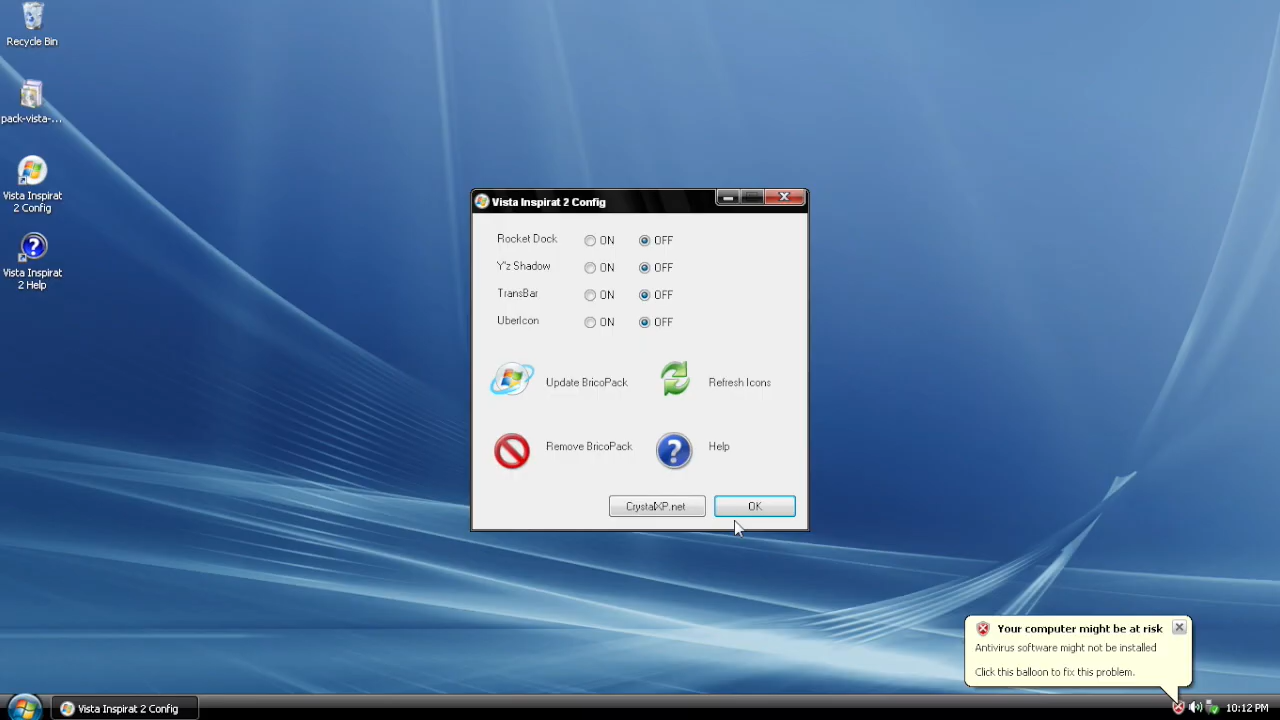 Recycle Bin
pack-vista-...
Vista Inspirat
2 Config
Vista Inspirat
2 Help
Vista Inspirat 2 Config
Rocket Dock ON OFF
Y'z Shadow ON OFF
TransBar ON OFF
UberIcon ON OFF
Update BricoPack Refresh Icons
Remove BricoPack Help
CrystalXP.net OK
Your computer might be at risk
Antivirus software might not be installed
Click this balloon to fix this problem.
Vista Inspirat 2 Config
10:12 PM